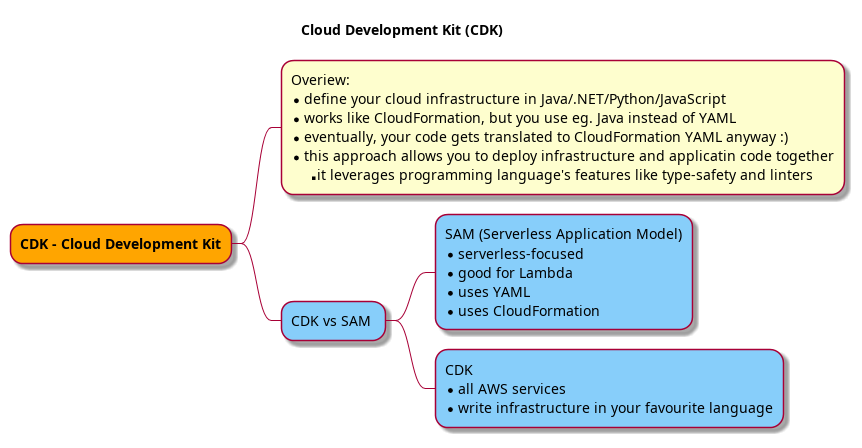 Cloud Development Kit (CDK)
Overiew:
• define your cloud infrastructure in Java/.NET/Python/JavaScript
• works like CloudFormation, but you use eg. Java instead of YAML
• eventually, your code gets translated to CloudFormation YAML anyway :)
• this approach allows you to deploy infrastructure and applicatin code together
▪ it leverages programming language's features like type-safety and linters
CDK - Cloud Development Kit
CDK vs SAM
SAM (Serverless Application Model)
• serverless-focused
• good for Lambda
• uses YAML
• uses CloudFormation
CDK
• all AWS services
• write infrastructure in your favourite language